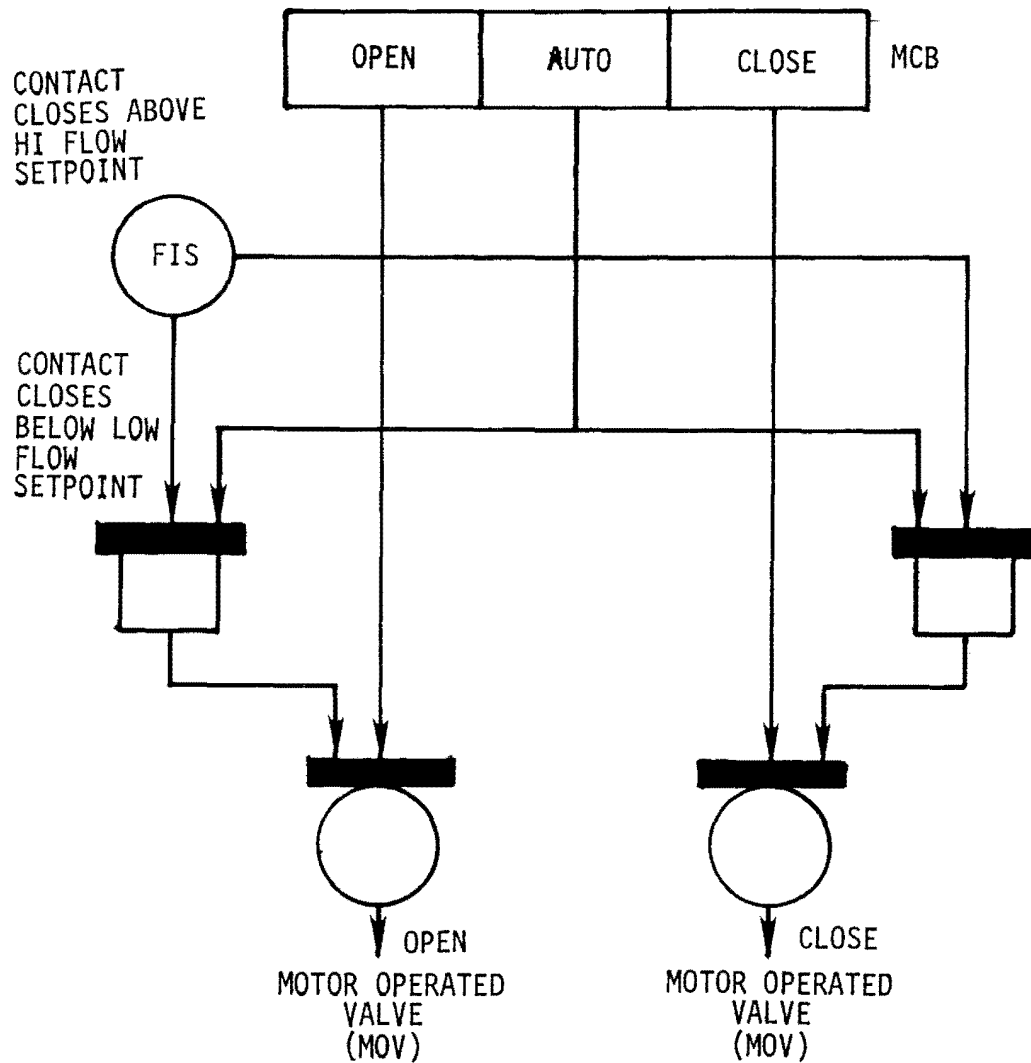 OPEN
AUTO
CLOSE
MCB
CONTACT
CLOSES ABOVE
HI FLOW
SETPOINT
FIS
CONTACT
CLOSES
BELOW LOW
FLOW
SETPOINT
OPEN
MOTOR OPERATED
VALVE
(MOV)
CLOSE
MOTOR OPERATED
VALVE
(MOV)